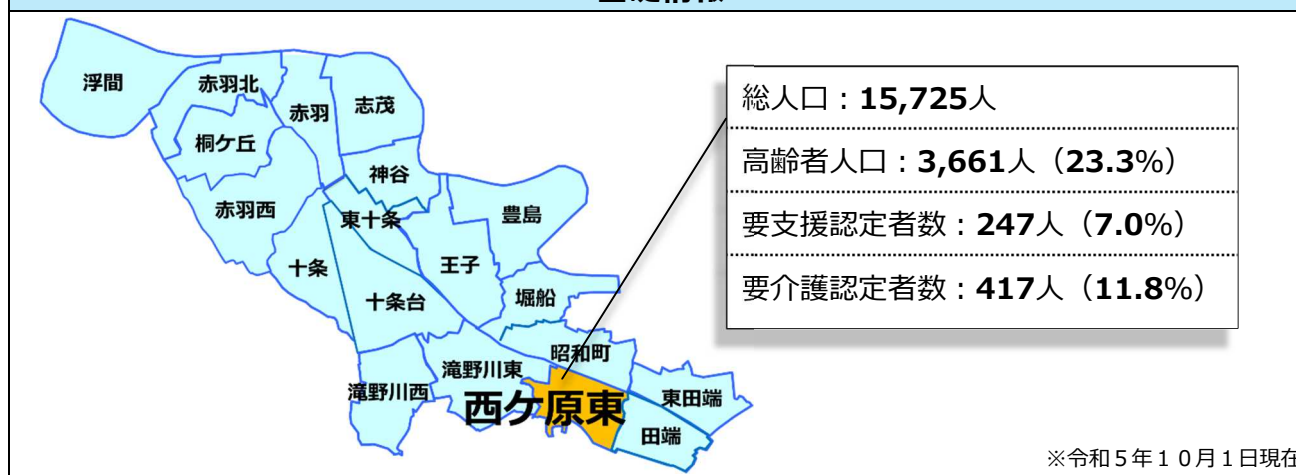 浮間
赤羽北
赤羽
志茂
桐ケ丘
神谷
赤羽西
東十条
豊島
十条
王子
十条台
堀船
昭和町
滝野川東
滝野川西
西ケ原東
東田端
田端
総人口：15,725人
高齢者人口：3,661人（23.3%）
要支援認定者数：247人（7.0%）
要介護認定者数：417人（11.8%）
※令和５年１０月１日現在